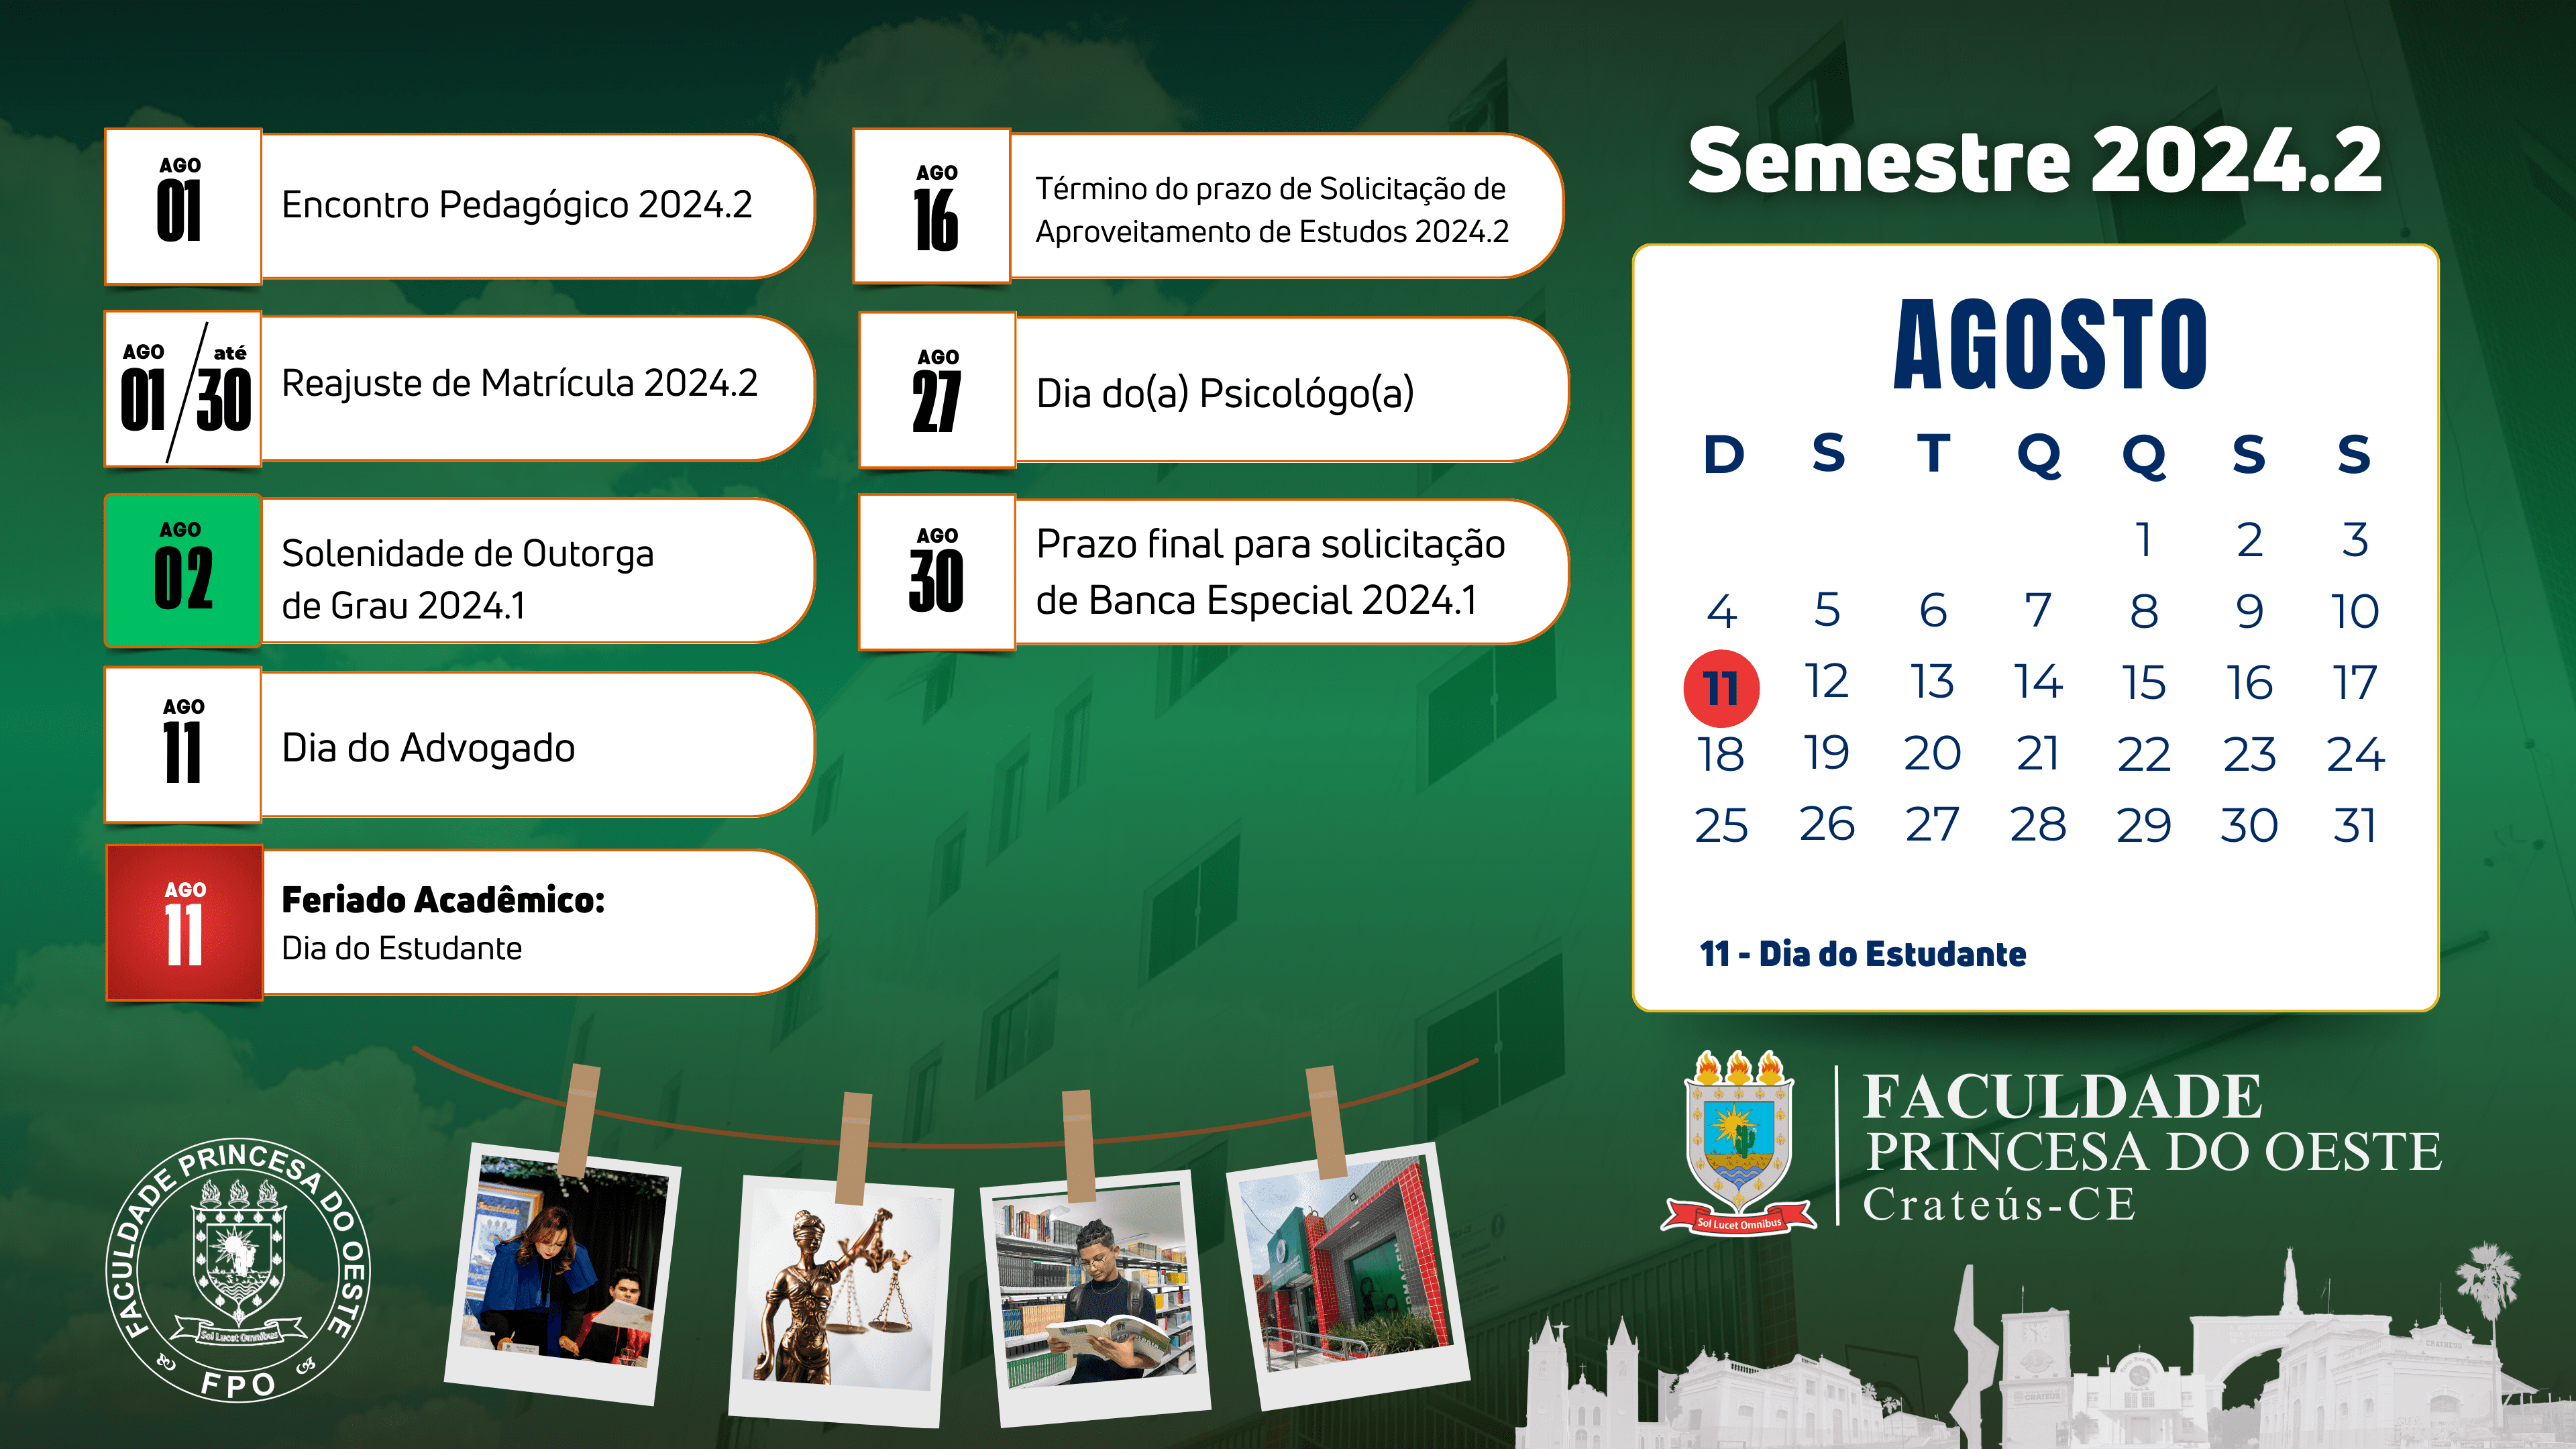 AGO
01
Encontro Pedagógico 2024.2
AGO até
01/30
Reajuste de Matrícula 2024.2
AGO
02
Solenidade de Outorga
de Grau 2024.1
AGO
11
Dia do Advogado
AGO
11
Feriado Acadêmico:
Dia do Estudante
AGO
16
Término do prazo de Solicitação de
Aproveitamento de Estudos 2024.2
AGO
27
Dia do(a) Psicológo(a)
AGO
30
Prazo final para solicitação
de Banca Especial 2024.1
Semestre 2024.2
AGOSTO
D S T Q Q S S
1 2 3
4 5 6 7 8 9 10
11 12 13 14 15 16 17
18 19 20 21 22 23 24
25 26 27 28 29 30 31
11 - Dia do Estudante
FACULDADE
PRINCESA DO OESTE
Crateús-CE
Sol Lucet Omnibus
FACULDADE PRINCESA DO OESTE
Sol Lucet Omnibus
FPO
Faculdade
CRATEÚS